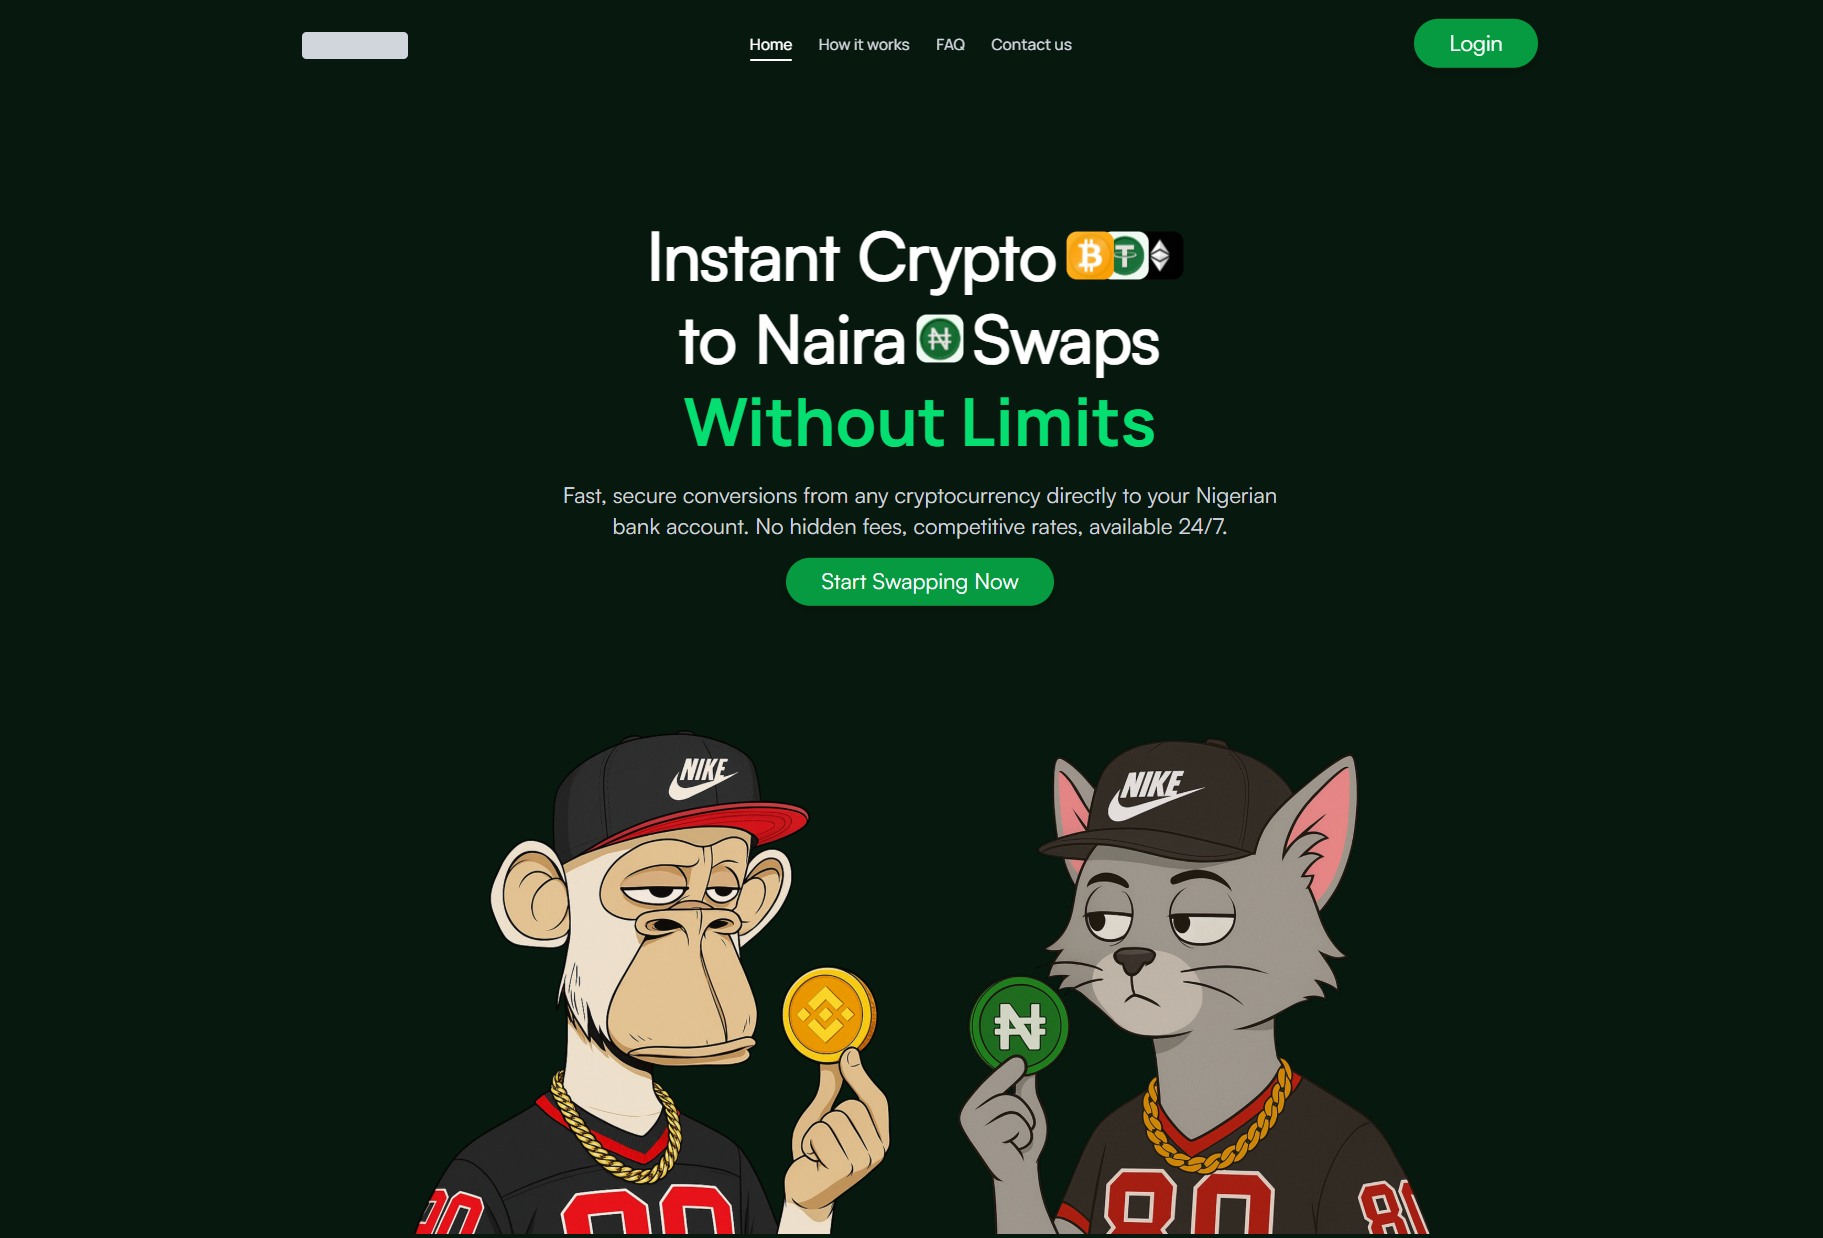 Home How it works FAQ Contact us
Login
Instant Crypto
to Naira Swaps
Without Limits
Fast, secure conversions from any cryptocurrency directly to your Nigerian
bank account. No hidden fees, competitive rates, available 24/7.
Start Swapping Now
NIKE
NIKE
80
80